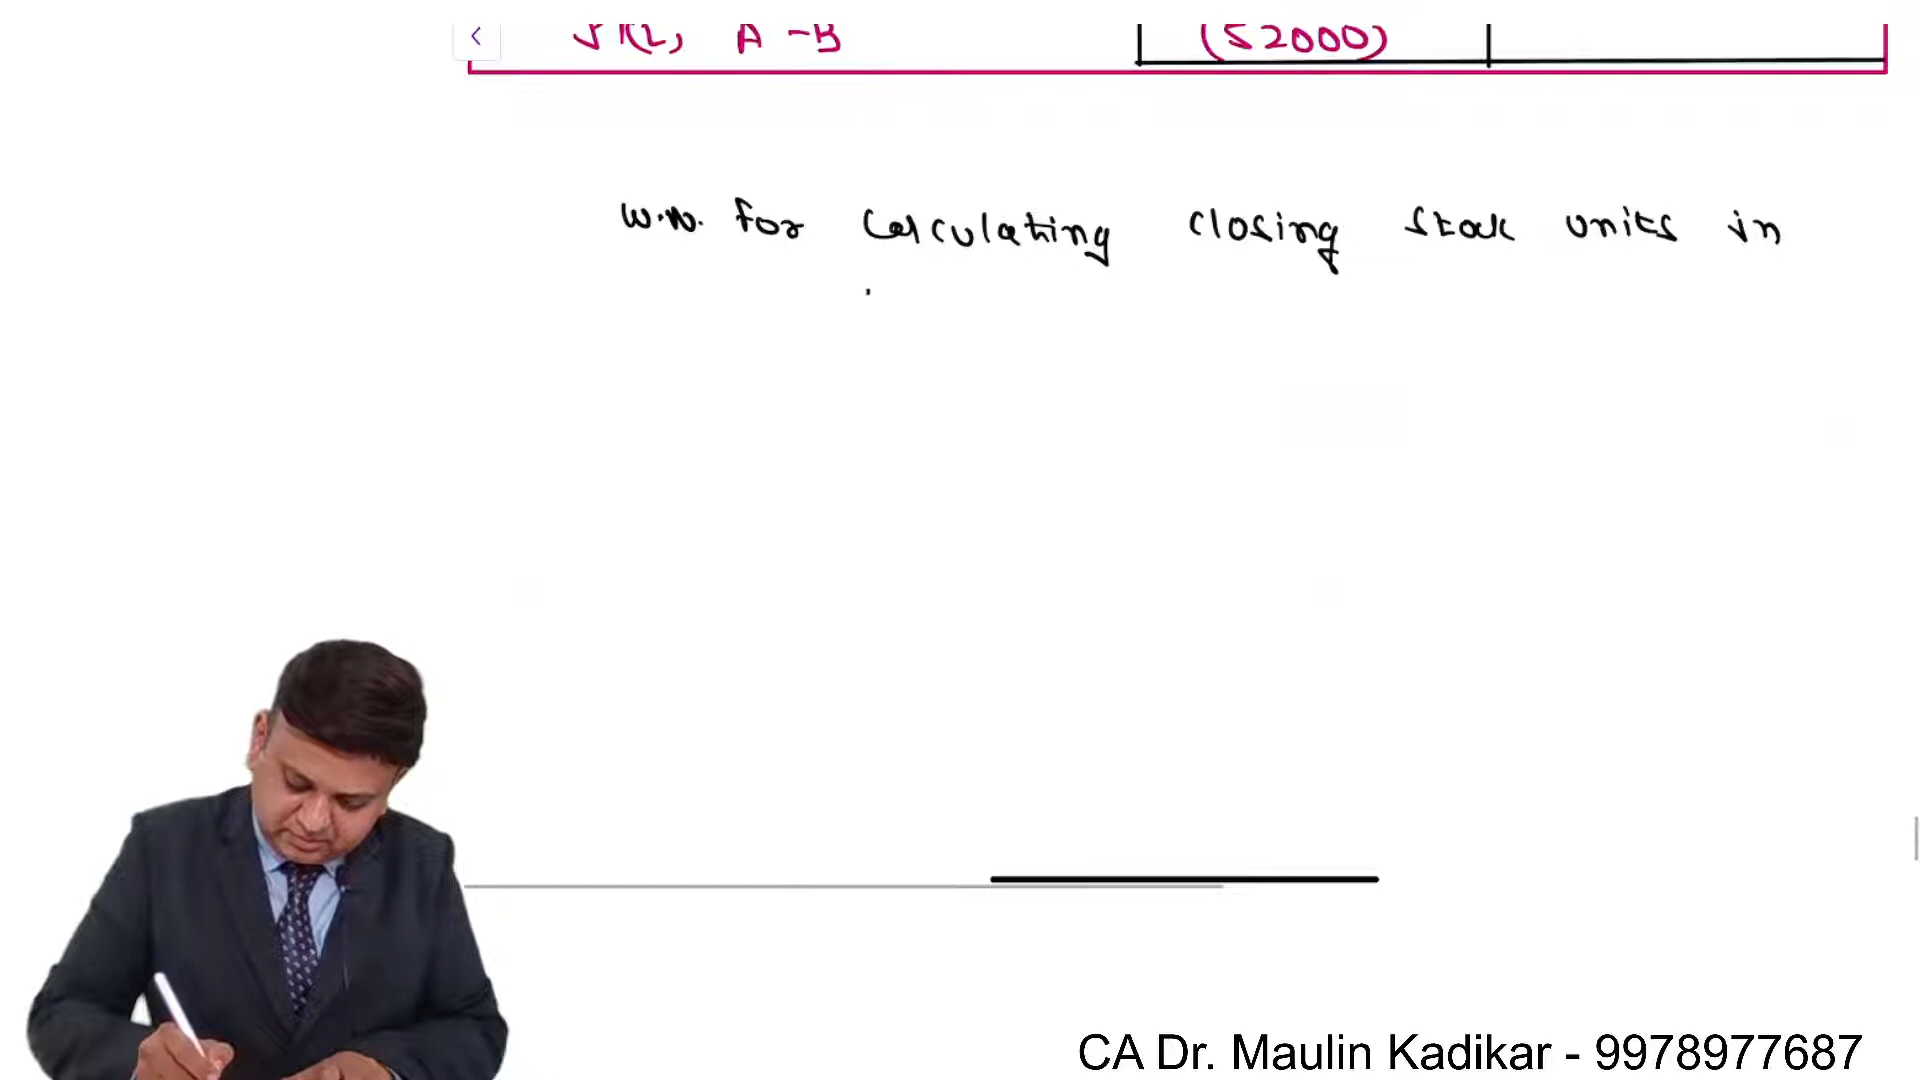 A - B (52000)
W.N. For Calculating closing stock units in
CA Dr. Maulin Kadikar - 9978977687